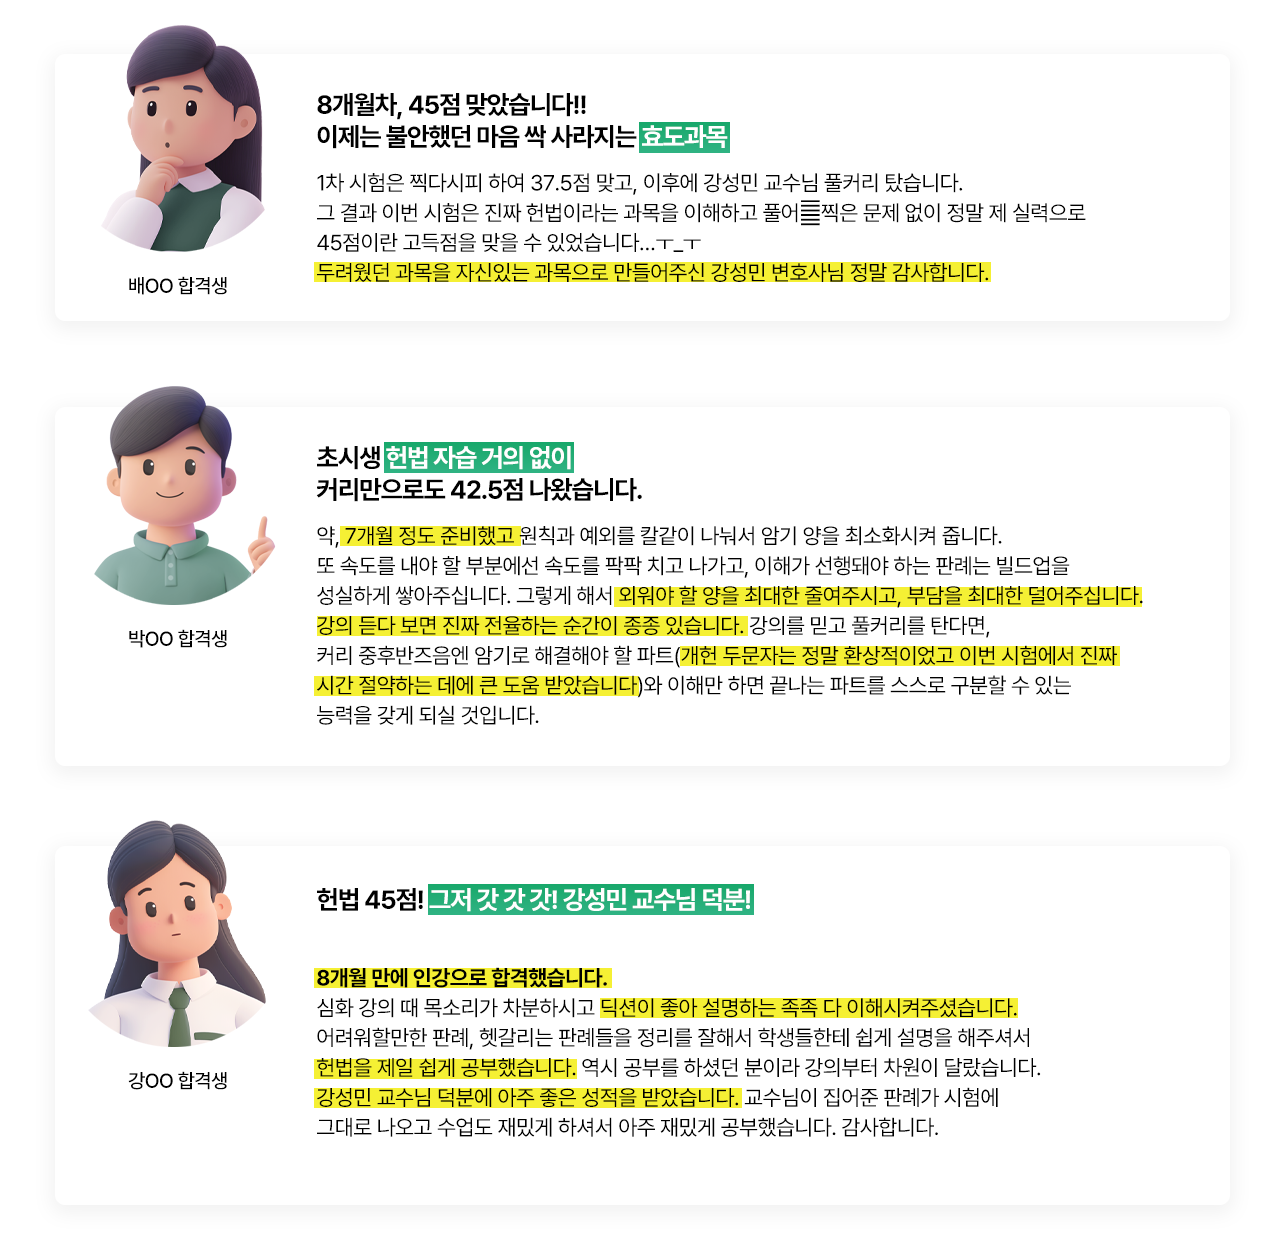 8개월차, 45점 맞았습니다!!
이제는 불안했던 마음 싹 사라지는 효도과목
1차 시험은 찍다시피 하여 37.5점 맞고, 이후에 강성민 교수님 풀커리 탔습니다.
그 결과 이번 시험은 진짜 헌법이라는 과목을 이해하고 풀어䷀찍은 문제 없이 정말 제 실력으로
45점이란 고득점을 맞을 수 있었습니다...ㅜ_ㅜ
두려웠던 과목을 자신있는 과목으로 만들어주신 강성민 변호사님 정말 감사합니다.
배OO 합격생
초시생 헌법 자습 거의 없이
커리만으로도 42.5점 나왔습니다.
약, 7개월 정도 준비했고 원칙과 예외를 칼같이 나눠서 암기 양을 최소화시켜 줍니다.
또 속도를 내야 할 부분에선 속도를 팍팍 치고 나가고, 이해가 선행돼야 하는 판례는 빌드업을
성실하게 쌓아주십니다. 그렇게 해서 외워야 할 양을 최대한 줄여주시고, 부담을 최대한 덜어주십니다.
강의 듣다 보면 진짜 전율하는 순간이 종종 있습니다. 강의를 믿고 풀커리를 탄다면,
커리 중후반즈음엔 암기로 해결해야 할 파트(개헌 두문자는 정말 환상적이었고 이번 시험에서 진짜
시간 절약하는 데에 큰 도움 받았습니다)와 이해만 하면 끝나는 파트를 스스로 구분할 수 있는
능력을 갖게 되실 것입니다.
박OO 합격생
헌법 45점! 그저 갓 갓 갓! 강성민 교수님 덕분!
8개월 만에 인강으로 합격했습니다.
심화 강의 때 목소리가 차분하시고 딕션이 좋아 설명하는 족족 다 이해시켜주셨습니다.
어려워할만한 판례, 헷갈리는 판례들을 정리를 잘해서 학생들한테 쉽게 설명을 해주셔서
헌법을 제일 쉽게 공부했습니다. 역시 공부를 하셨던 분이라 강의부터 차원이 달랐습니다.
강성민 교수님 덕분에 아주 좋은 성적을 받았습니다. 교수님이 집어준 판례가 시험에
그대로 나오고 수업도 재밌게 하셔서 아주 재밌게 공부했습니다. 감사합니다.
강OO 합격생